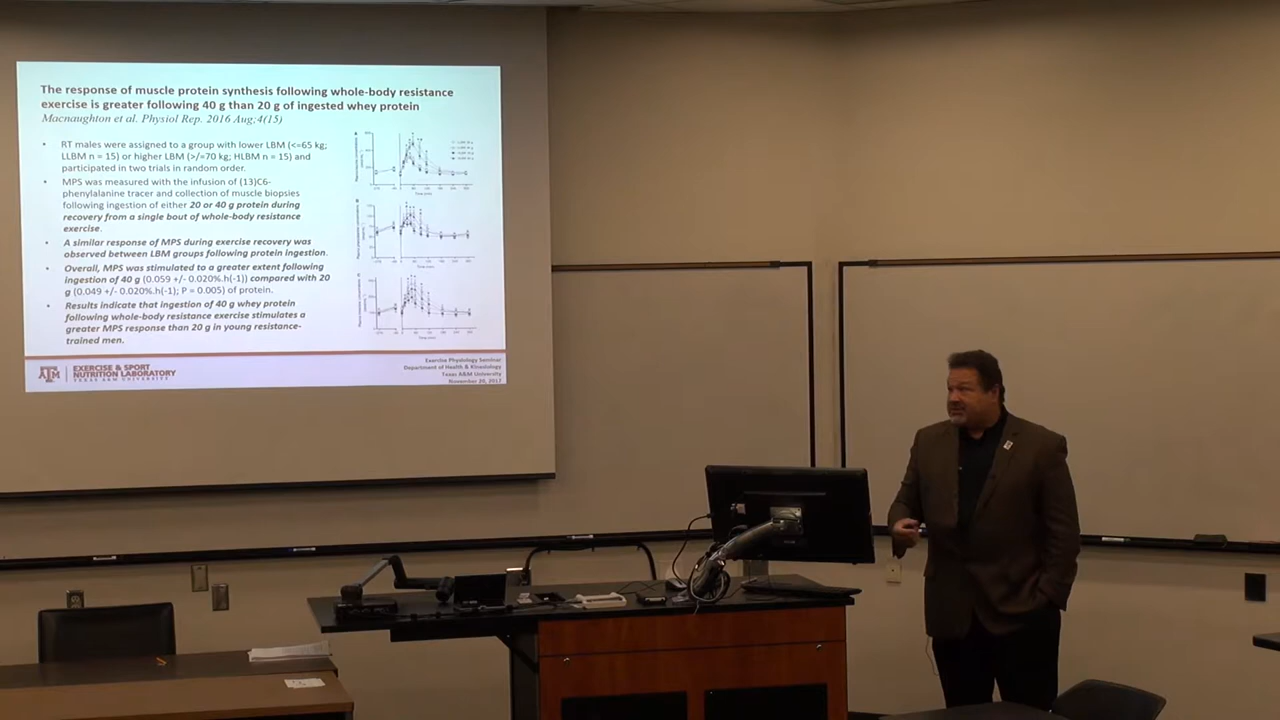 The response of muscle protein synthesis following whole-body resistance
exercise is greater following 40 g than 20 g of ingested whey protein
Macnaughton et al. Physiol Rep. 2016 Aug;4(15)
• RT males were assigned to a group with lower LBM (<=65 kg;
LLBM n = 15) or higher LBM (>/=70 kg; HLBM n = 15) and
participated in two trials in random order.
• MPS was measured with the infusion of (13)C6-
phenylalanine tracer and collection of muscle biopsies
following ingestion of either 20 or 40 g protein during
recovery from a single bout of whole-body resistance
exercise.
• A similar response of MPS during exercise recovery was
observed between LBM groups following protein ingestion.
• Overall, MPS was stimulated to a greater extent following
ingestion of 40 g (0.059 +/- 0.020%.h(-1)) compared with 20
g (0.049 +/- 0.020%.h(-1); P = 0.005) of protein.
• Results indicate that ingestion of 40 g whey protein
following whole-body resistance exercise stimulates a
greater MPS response than 20 g in young resistance-
trained men.
ATM
EXERCISE & SPORT
NUTRITION LABORATORY
TEXAS A&M UNIVERSITY
Exercise Physiology Seminar
Department of Health & Kinesiology
Texas A&M University
November 20, 2017